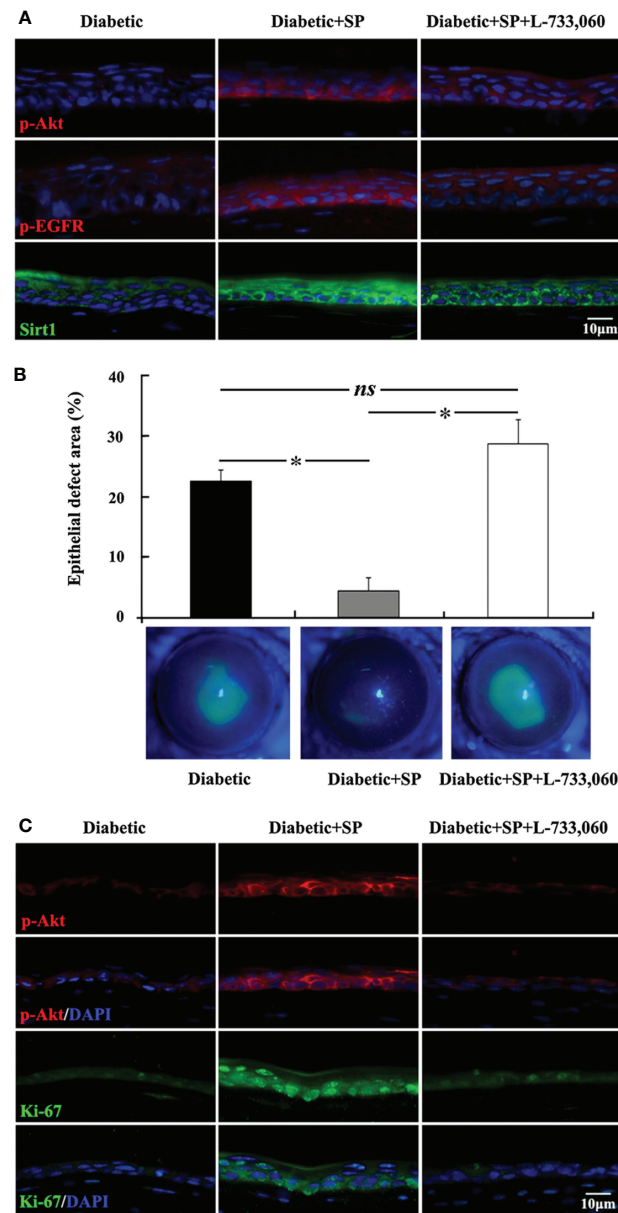 A
Diabetic Diabetic+SP Diabetic+SP+L-733,060
p-Akt
p-EGFR
Sirt1
10μm
B
40
30
20
10
0
Epithelial defect area (%)
ns
*
*
Diabetic Diabetic+SP Diabetic+SP+L-733,060
C
Diabetic Diabetic+SP Diabetic+SP+L-733,060
p-Akt
p-Akt/DAPI
Ki-67
Ki-67/DAPI
10μm